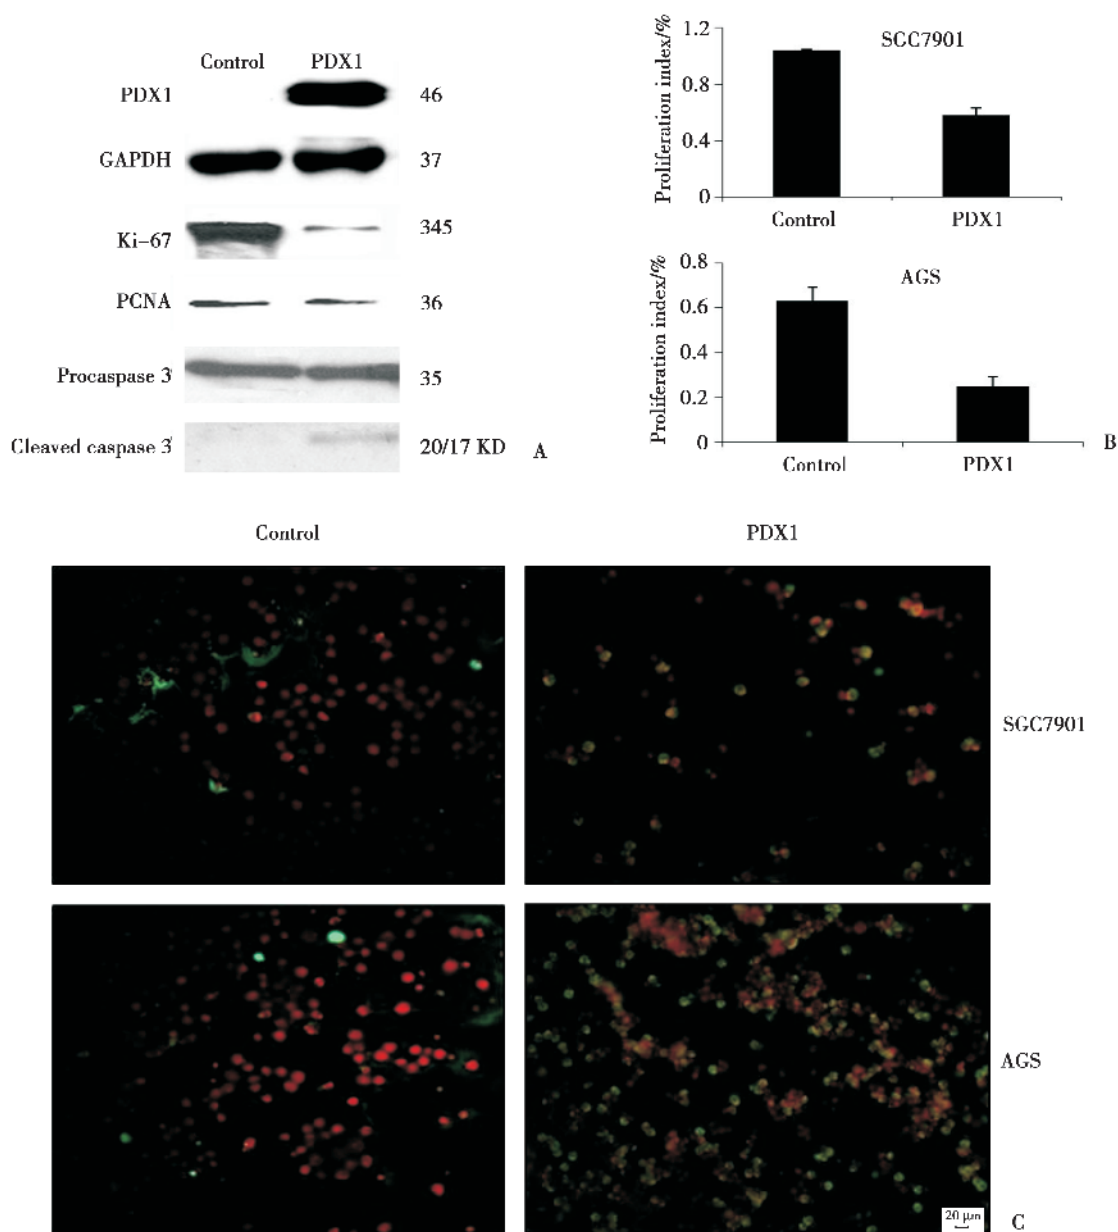 Control PDX1
PDX1 46
GAPDH 37
Ki-67 345
PCNA 36
Procaspase 3 35
Cleaved caspase 3 20/17 KD
A
Proliferation index/%
1.2
0.8
0.4
0
SGC7901
Control PDX1
Proliferation index/%
0.8
0.6
0.4
0.2
0
AGS
Control PDX1
B
Control PDX1
SGC7901
AGS
20 μm
C